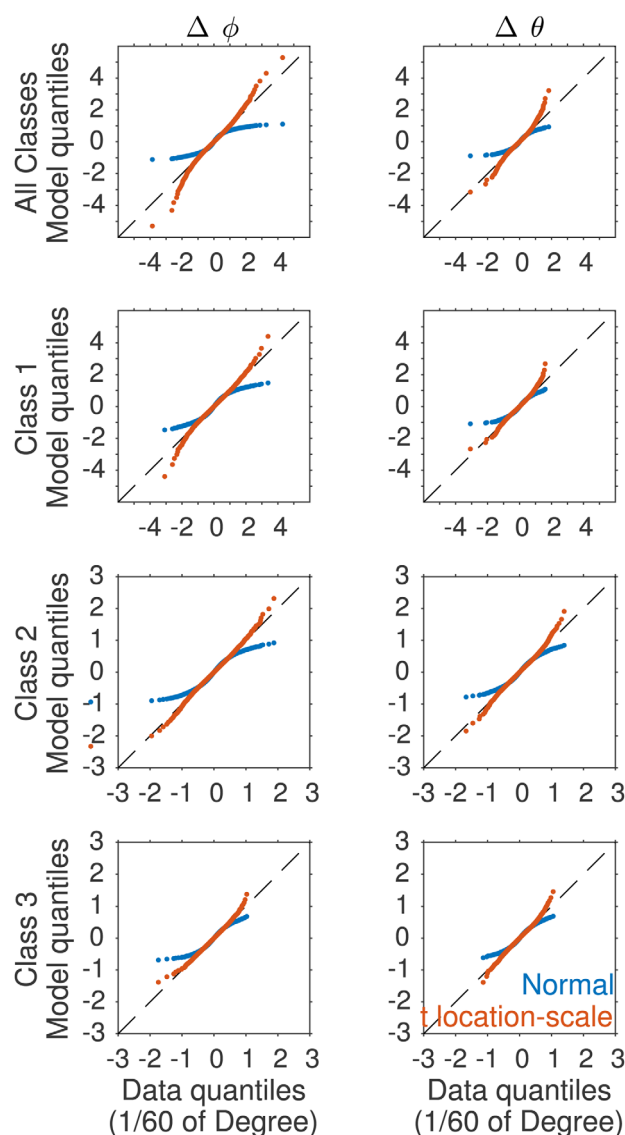 Δ ϕ
Δ θ
All Classes
Model quantiles
4
2
0
-2
-4
-4 -2 0 2 4
4
2
0
-2
-4
-4 -2 0 2 4
Class 1
Model quantiles
4
2
0
-2
-4
-4 -2 0 2 4
4
2
0
-2
-4
-4 -2 0 2 4
Class 2
Model quantiles
3
2
1
0
-1
-2
-3
-3 -2 -1 0 1 2 3
3
2
1
0
-1
-2
-3
-3 -2 -1 0 1 2 3
Class 3
Model quantiles
3
2
1
0
-1
-2
-3
-3 -2 -1 0 1 2 3
Data quantiles
(1/60 of Degree)
3
2
1
0
-1
-2
-3
Normal
t location-scale
-3 -2 -1 0 1 2 3
Data quantiles
(1/60 of Degree)